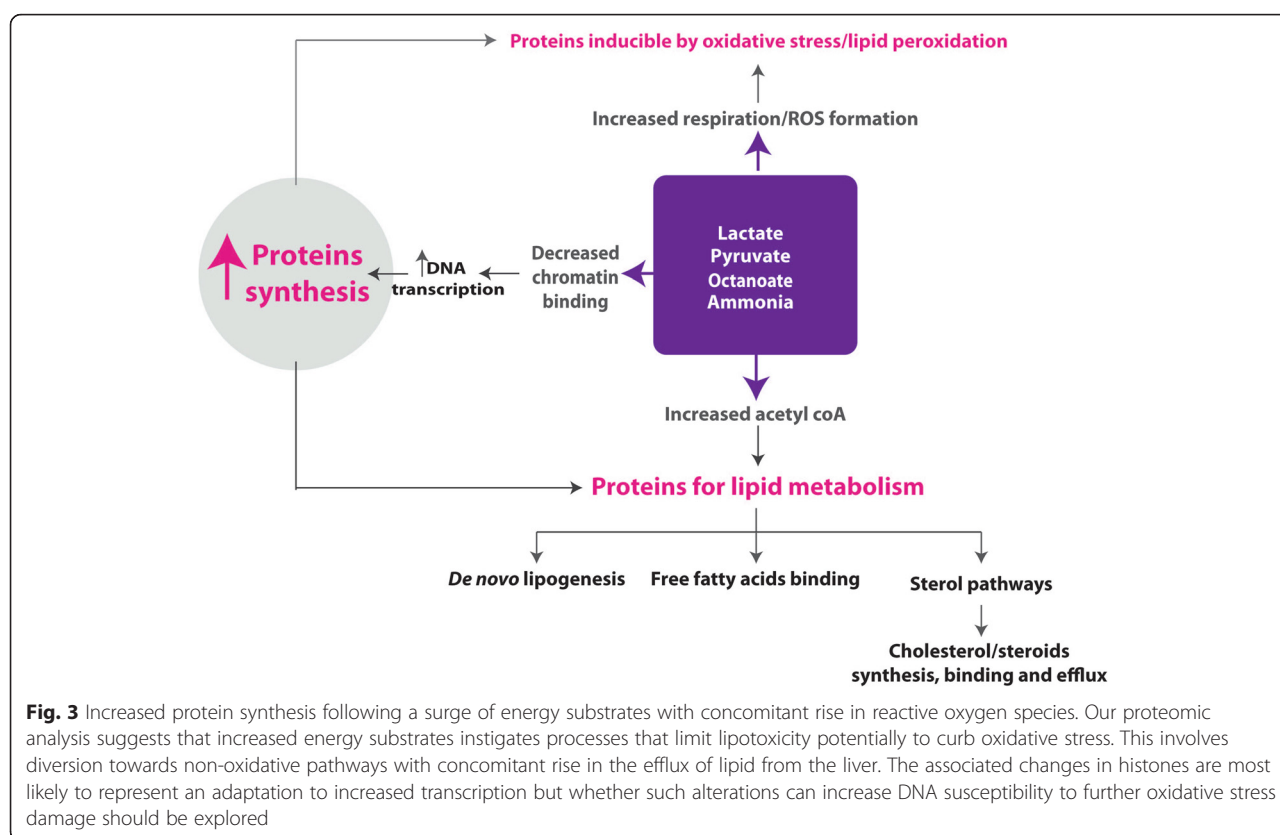 Proteins inducible by oxidative stress/lipid peroxidation
Increased respiration/ROS formation
Lactate
Pyruvate
Octanoate
Ammonia
Decreased
chromatin
binding
↑DNA
transcription
↑ Proteins
synthesis
Increased acetyl coA
Proteins for lipid metabolism
De novo lipogenesis
Free fatty acids binding
Sterol pathways
Cholesterol/steroids
synthesis, binding and efflux
Fig. 3 Increased protein synthesis following a surge of energy substrates with concomitant rise in reactive oxygen species. Our proteomic
analysis suggests that increased energy substrates instigates processes that limit lipotoxicity potentially to curb oxidative stress. This involves
diversion towards non-oxidative pathways with concomitant rise in the efflux of lipid from the liver. The associated changes in histones are most
likely to represent an adaptation to increased transcription but whether such alterations can increase DNA susceptibility to further oxidative stress
damage should be explored